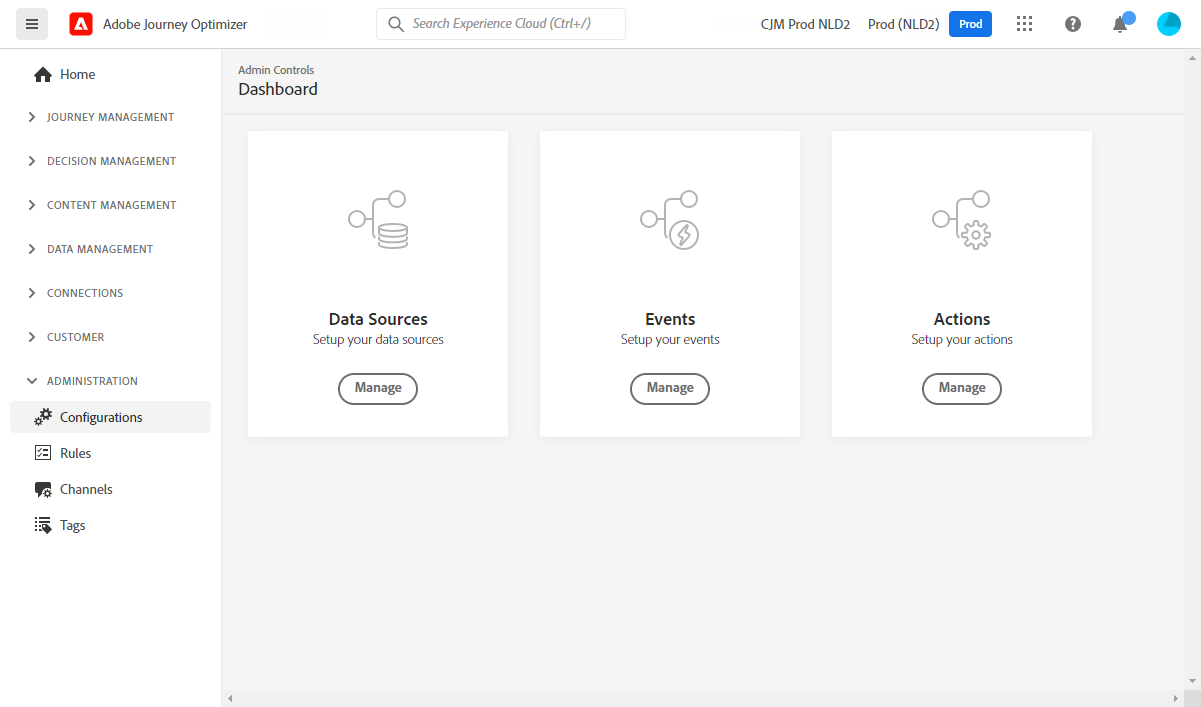 Adobe Journey Optimizer
Search Experience Cloud (Ctrl+/)
CJM Prod NLD2
Prod (NLD2)
Prod
Home
JOURNEY MANAGEMENT
DECISION MANAGEMENT
CONTENT MANAGEMENT
DATA MANAGEMENT
CONNECTIONS
CUSTOMER
ADMINISTRATION
Configurations
Rules
Channels
Tags
Admin Controls
Dashboard
Data Sources
Setup your data sources
Manage
Events
Setup your events
Manage
Actions
Setup your actions
Manage